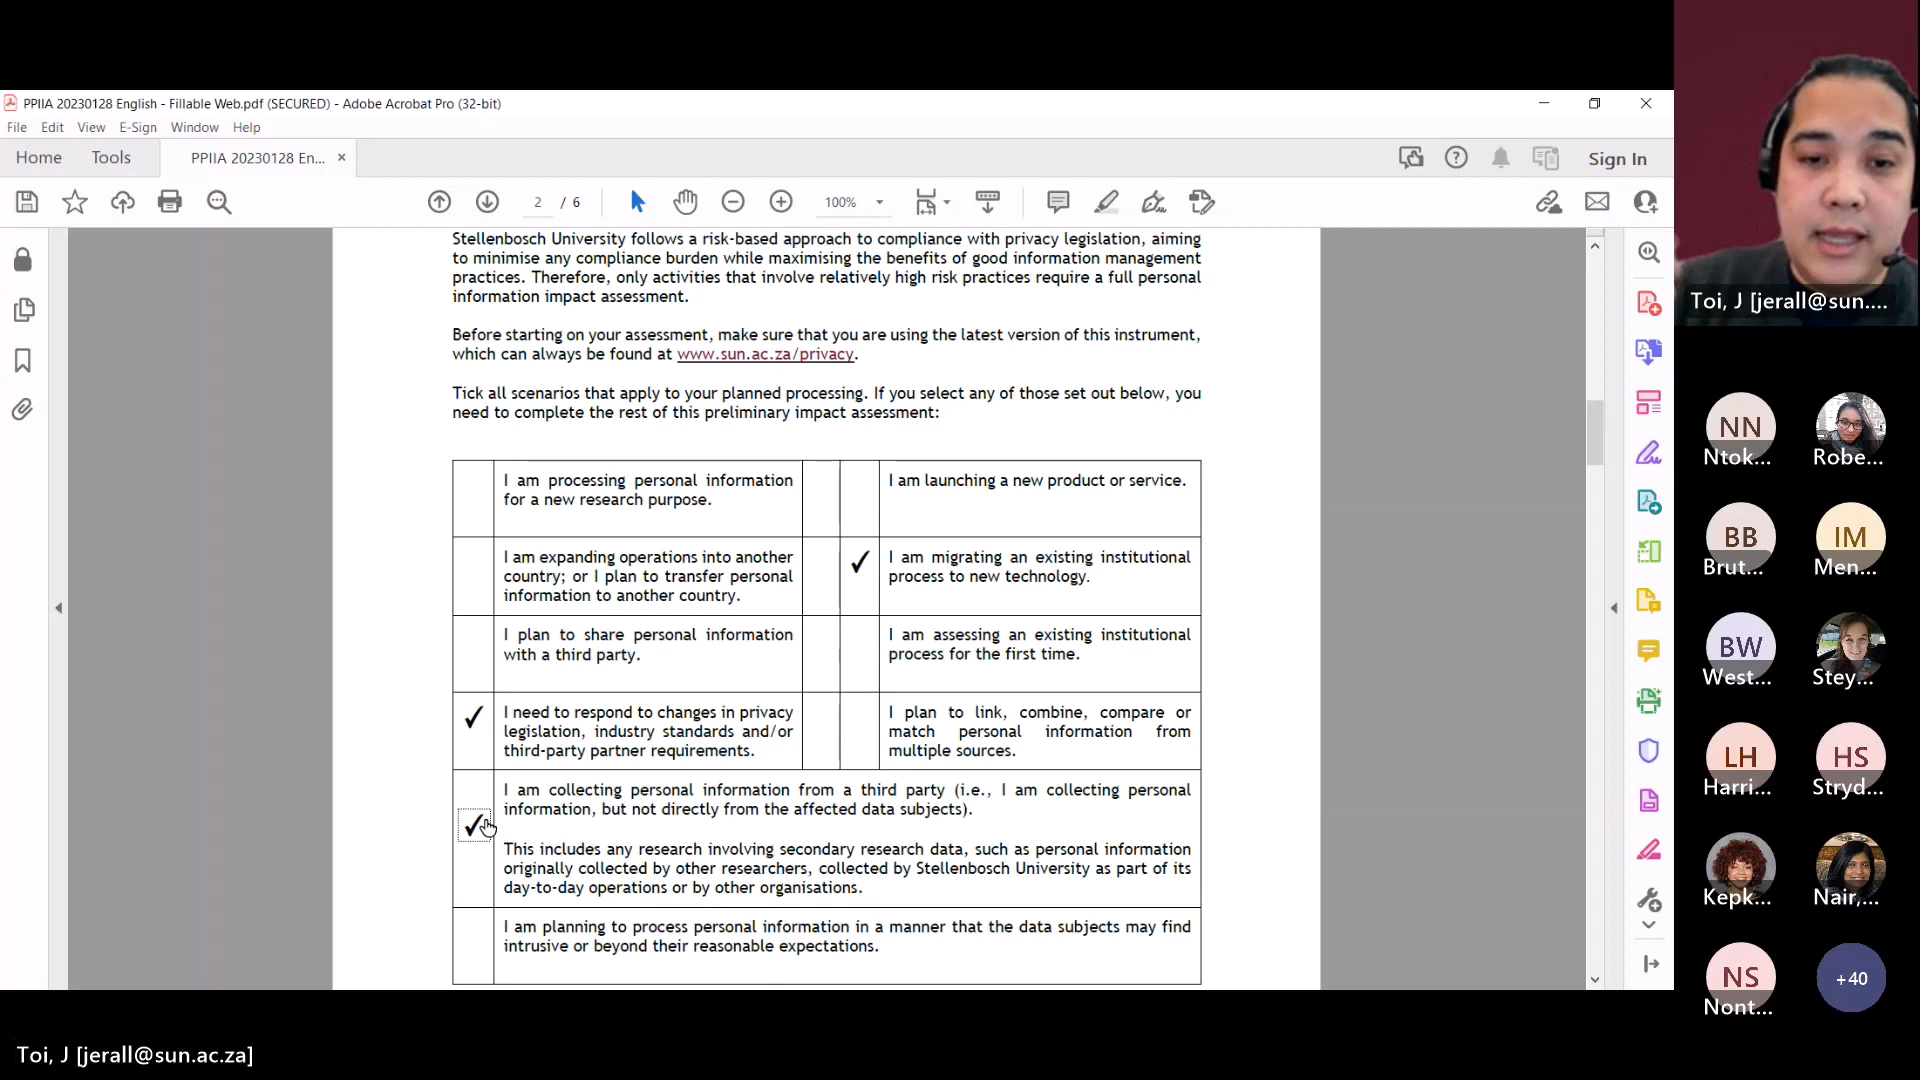 PPIIA 20230128 English - Fillable Web.pdf (SECURED) - Adobe Acrobat Pro (32-bit)
File Edit View E-Sign Window Help
Home Tools PPIIA 20230128 En... × Sign In
2 / 6 100%
Stellenbosch University follows a risk-based approach to compliance with privacy legislation, aiming
to minimise any compliance burden while maximising the benefits of good information management
practices. Therefore, only activities that involve relatively high risk practices require a full personal
information impact assessment.
Before starting on your assessment, make sure that you are using the latest version of this instrument,
which can always be found at www.sun.ac.za/privacy.
Tick all scenarios that apply to your planned processing. If you select any of those set out below, you
need to complete the rest of this preliminary impact assessment:
I am processing personal information
for a new research purpose.
I am launching a new product or service.
I am expanding operations into another
country; or I plan to transfer personal
information to another country.
✓
I am migrating an existing institutional
process to new technology.
I plan to share personal information
with a third party.
I am assessing an existing institutional
process for the first time.
✓
I need to respond to changes in privacy
legislation, industry standards and/or
third-party partner requirements.
I plan to link, combine, compare or
match personal information from
multiple sources.
✓
I am collecting personal information from a third party (i.e., I am collecting personal
information, but not directly from the affected data subjects).
This includes any research involving secondary research data, such as personal information
originally collected by other researchers, collected by Stellenbosch University as part of its
day-to-day operations or by other organisations.
I am planning to process personal information in a manner that the data subjects may find
intrusive or beyond their reasonable expectations.
Toi, J [jerall@sun....
NN
Ntok... Robe...
BB IM
Brut... Men...
BW
West... Stey...
LH HS
Harri... Stryd...
Kepk... Nair,...
NS +40
Nont...
Toi, J [jerall@sun.ac.za]